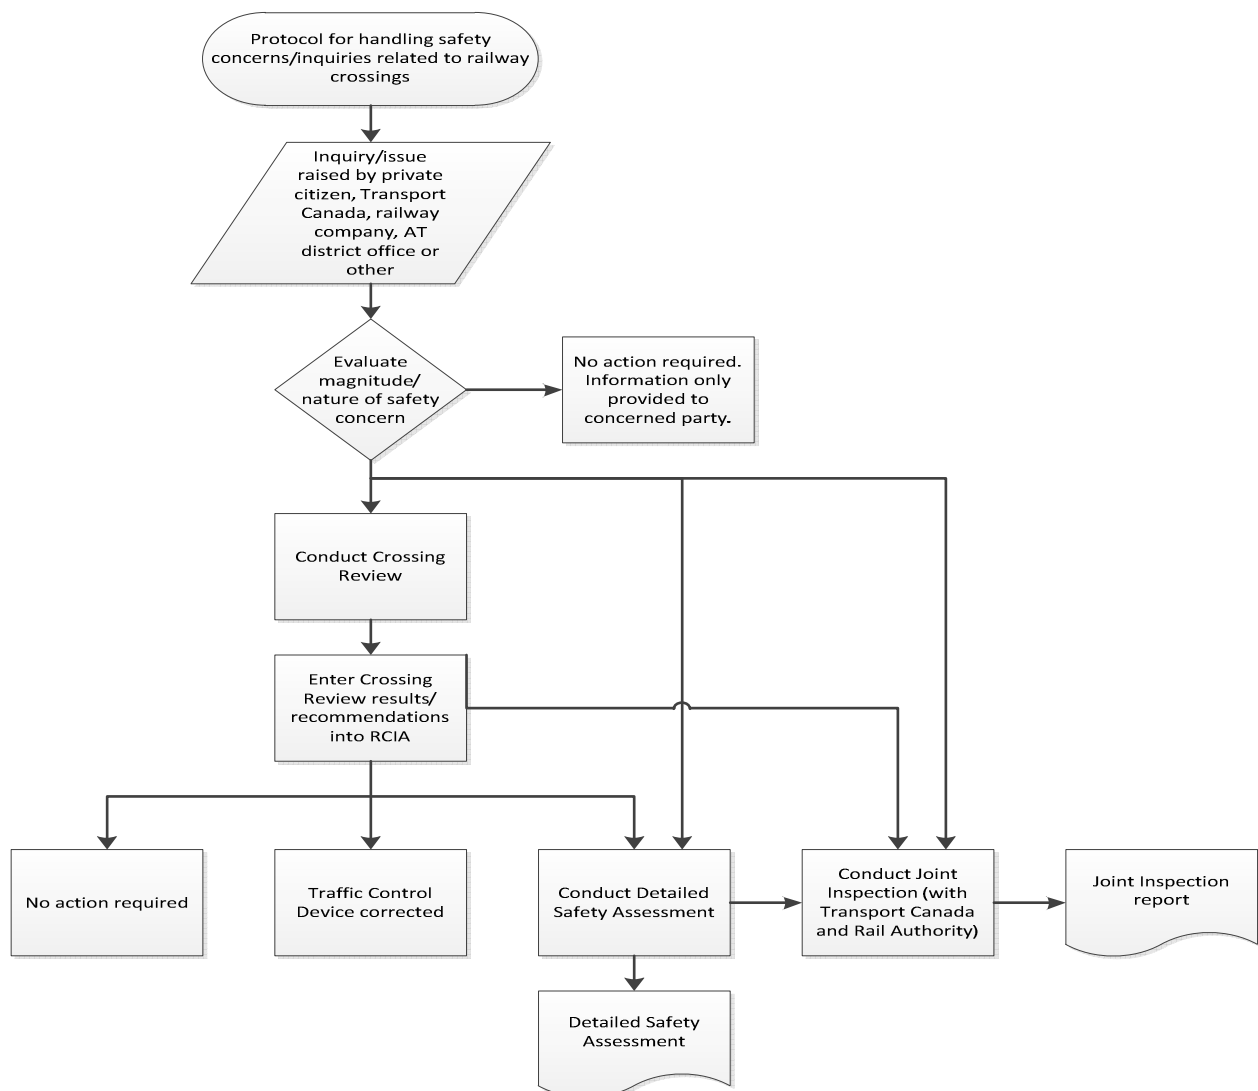 Protocol for handling safety
concerns/inquiries related to railway
crossings
Inquiry/issue
raised by private
citizen, Transport
Canada, railway
company, AT
district office or
other
Evaluate
magnitude/
nature of safety
concern
No action required.
Information only
provided to
concerned party.
Conduct Crossing
Review
Enter Crossing
Review results/
recommendations
into RCIA
No action required
Traffic Control
Device corrected
Conduct Detailed
Safety Assessment
Conduct Joint
Inspection (with
Transport Canada
and Rail Authority)
Joint Inspection
report
Detailed Safety
Assessment